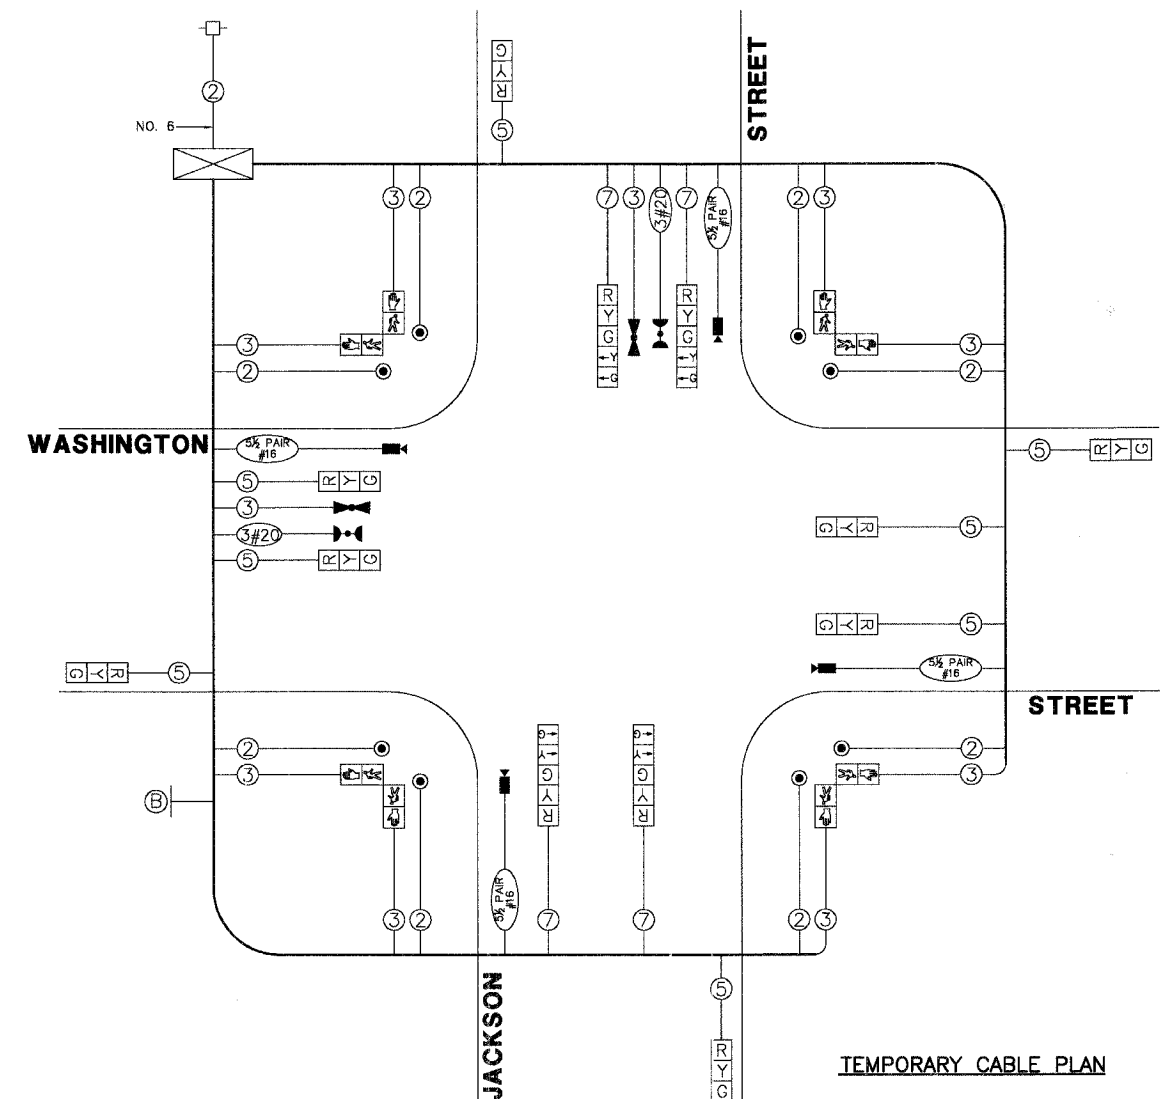 G Y R
STREET
2
NO. 6
5
3 2
7 3 3#20 7 5½ PAIR #16
2 3
R Y G ←Y ←G
R Y G ←Y ←G
3
3
2
2
WASHINGTON
5½ PAIR #16
5 R Y G
5 R Y G
3
G Y R 5
3#20
5 R Y G
G Y R 5
5½ PAIR #16
G Y R 5
STREET
←G ←Y G Y R
←G ←Y G Y R
2
2
3
3
B
5½ PAIR #16
3 2
7
7
2 3
JACKSON
5
R Y G
TEMPORARY CABLE PLAN